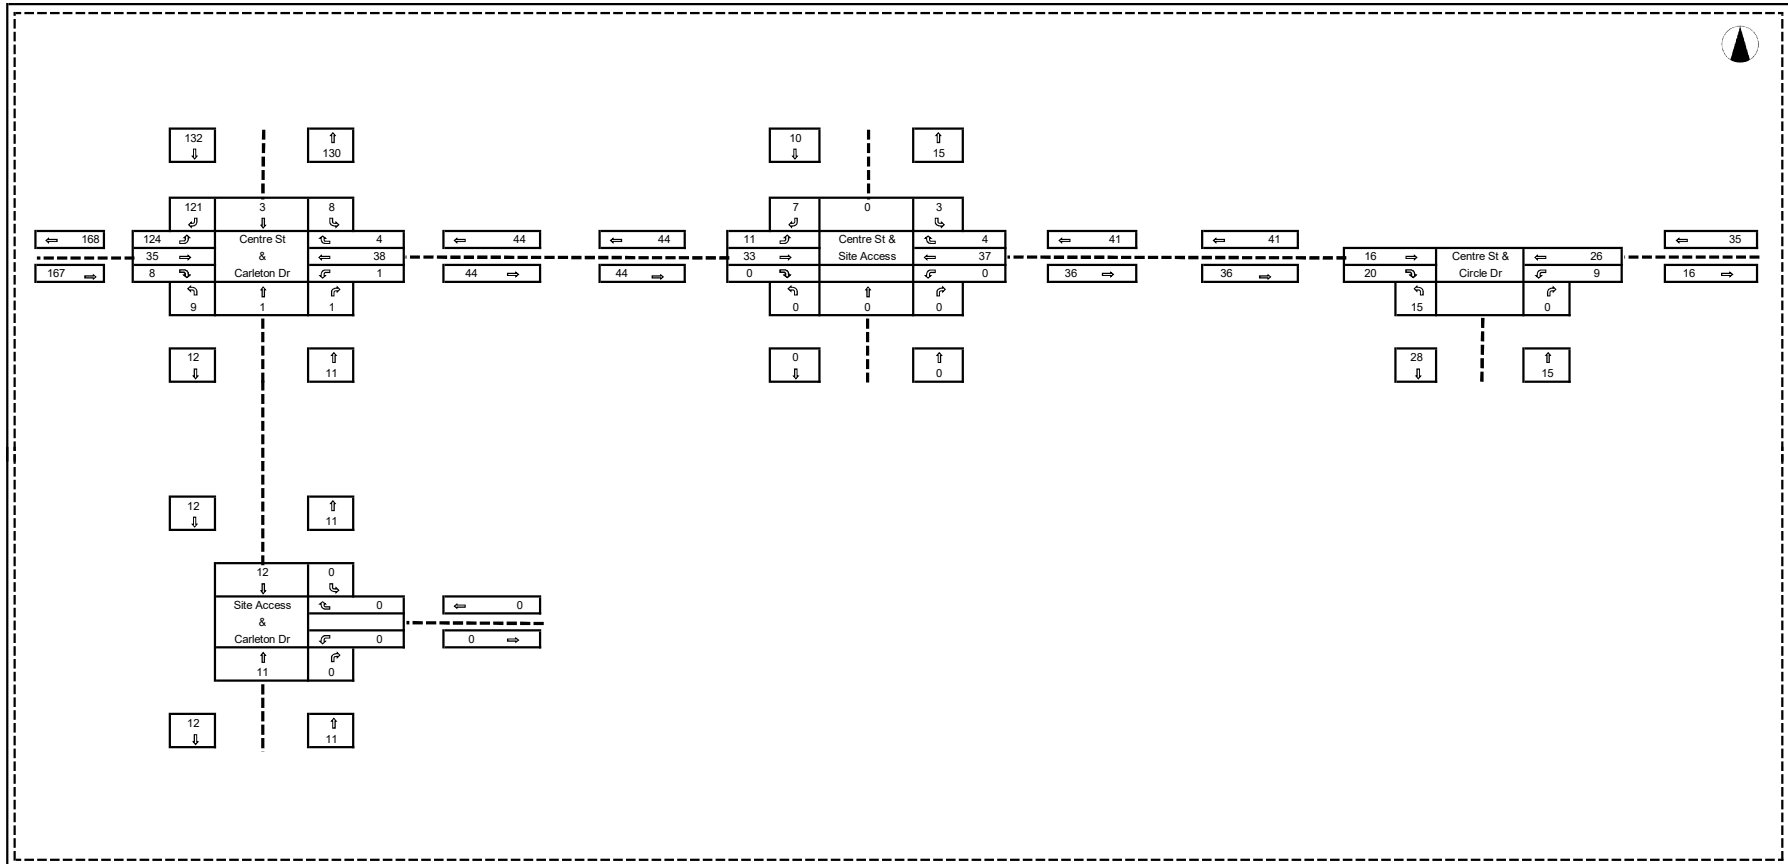 132 130 10 15
121 3 8 7 0 3
168 124 Centre St 4 44 44 11 Centre St & 4 41 41 35
35 & 38 33 Site Access 37 16 Centre St & 26
167 8 Carleton Dr 1 44 44 0 0 36 36 20 Circle Dr 9 16
9 1 1 0 0 0 15 0
12 11 0 0 28 15
12 11
12 0
Site Access 0 0
&
Carleton Dr 0 0
11 0
12 11